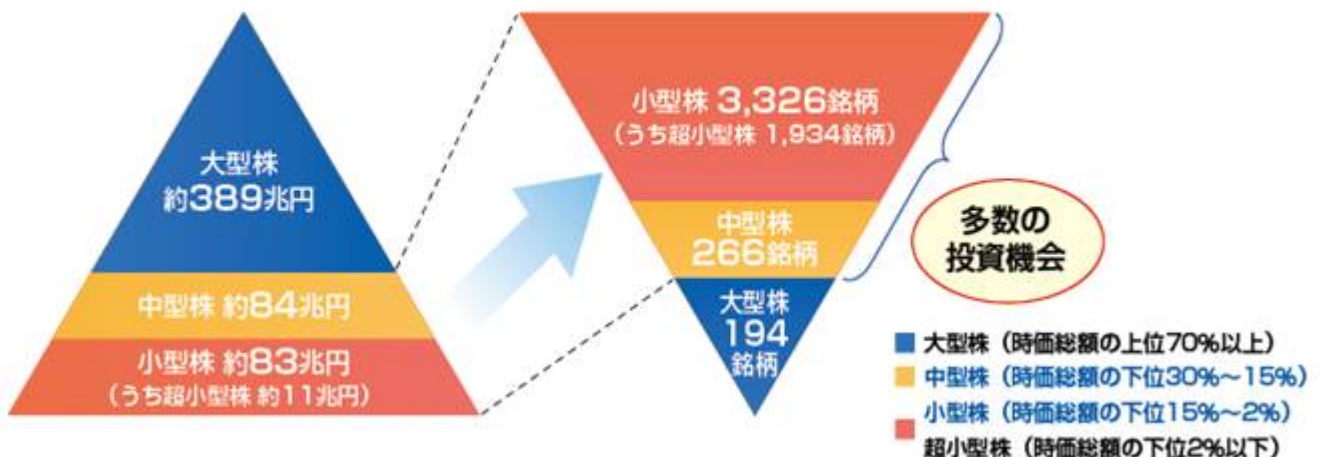 大型株
約389兆円
中型株 約84兆円
小型株 約83兆円
（うち超小型株 約11兆円）
小型株 3,326銘柄
（うち超小型株 1,934銘柄）
中型株
266銘柄
大型株
194
銘柄
多数の
投資機会
大型株（時価総額の上位70％以上）
中型株（時価総額の下位30％～15％）
小型株（時価総額の下位15％～2％）
超小型株（時価総額の下位2％以下）